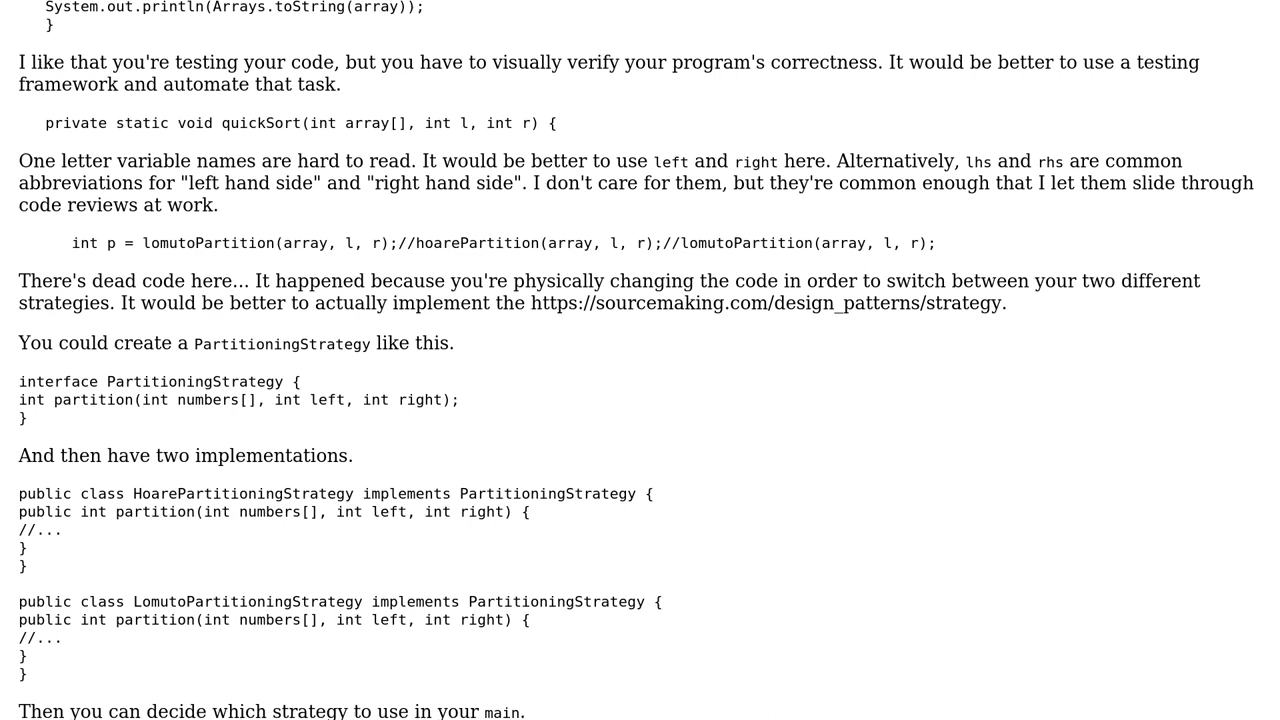 System.out.println(Arrays.toString(array));
}
I like that you're testing your code, but you have to visually verify your program's correctness. It would be better to use a testing
framework and automate that task.
private static void quickSort(int array[], int l, int r) {
One letter variable names are hard to read. It would be better to use left and right here. Alternatively, lhs and rhs are common
abbreviations for "left hand side" and "right hand side". I don't care for them, but they're common enough that I let them slide through
code reviews at work.
int p = lomutoPartition(array, l, r);//hoarePartition(array, l, r);//lomutoPartition(array, l, r);
There's dead code here... It happened because you're physically changing the code in order to switch between your two different
strategies. It would be better to actually implement the https://sourcemaking.com/design_patterns/strategy.
You could create a PartitioningStrategy like this.
interface PartitioningStrategy {
int partition(int numbers[], int left, int right);
}
And then have two implementations.
public class HoarePartitioningStrategy implements PartitioningStrategy {
public int partition(int numbers[], int left, int right) {
//...
}
}
public class LomutoPartitioningStrategy implements PartitioningStrategy {
public int partition(int numbers[], int left, int right) {
//...
}
}
Then you can decide which strategy to use in your main.